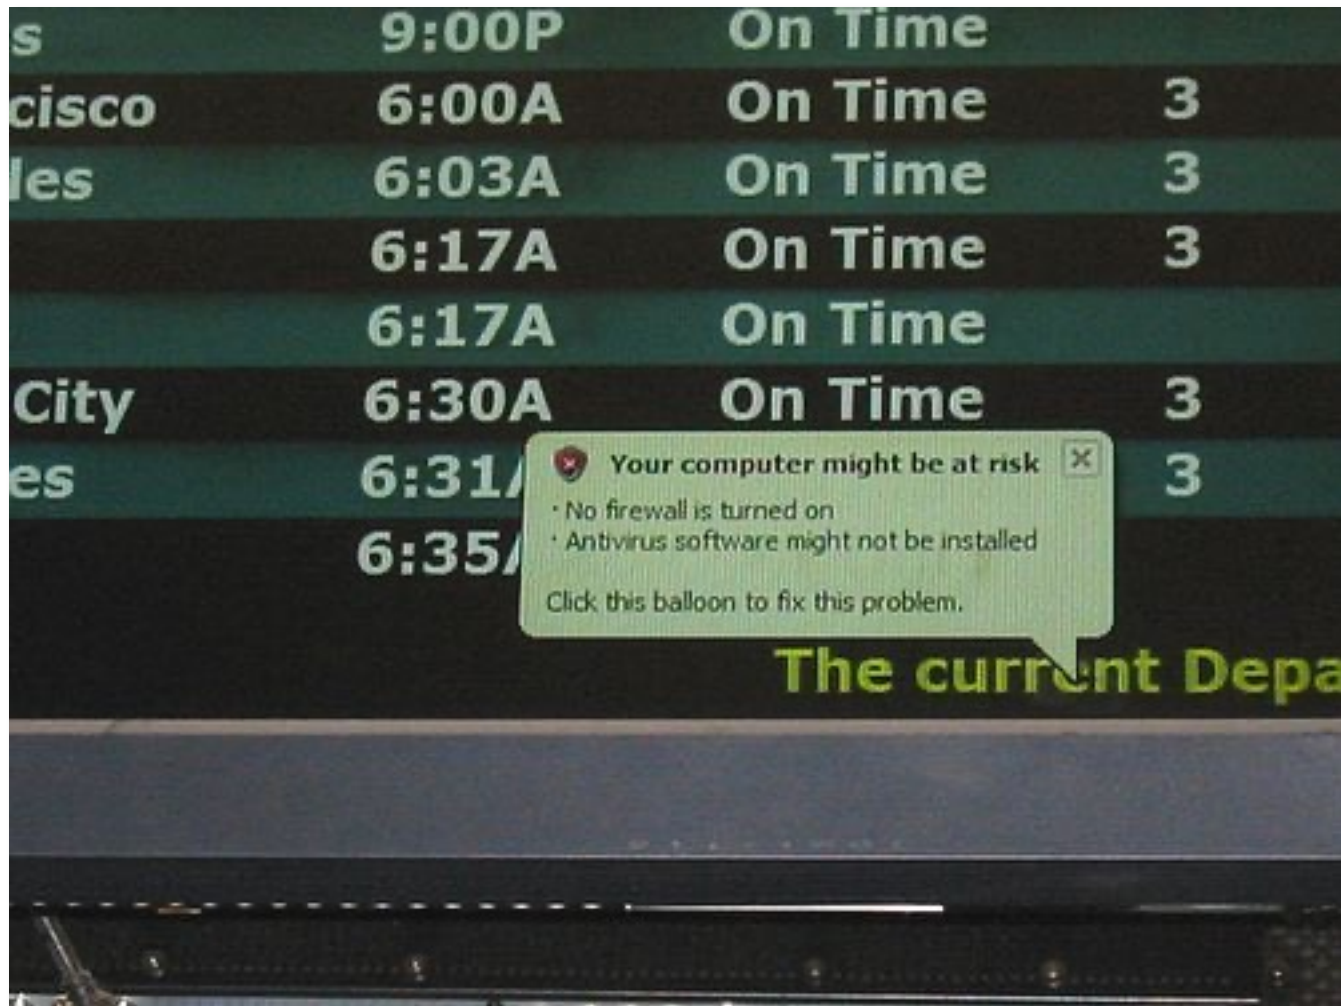 s 9:00P On Time
cisco 6:00A On Time 3
les 6:03A On Time 3
6:17A On Time 3
6:17A On Time
City 6:30A On Time 3
es 6:31A 3
6:35A
Your computer might be at risk
· No firewall is turned on
· Antivirus software might not be installed
Click this balloon to fix this problem.
The current Depa